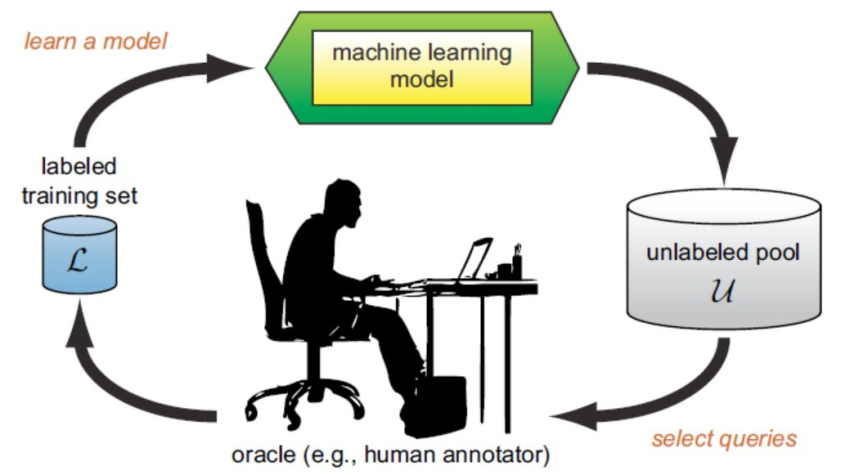 learn a model
machine learning
model
labeled
training set
ℒ
unlabeled pool
𝒰
oracle (e.g., human annotator)
select queries